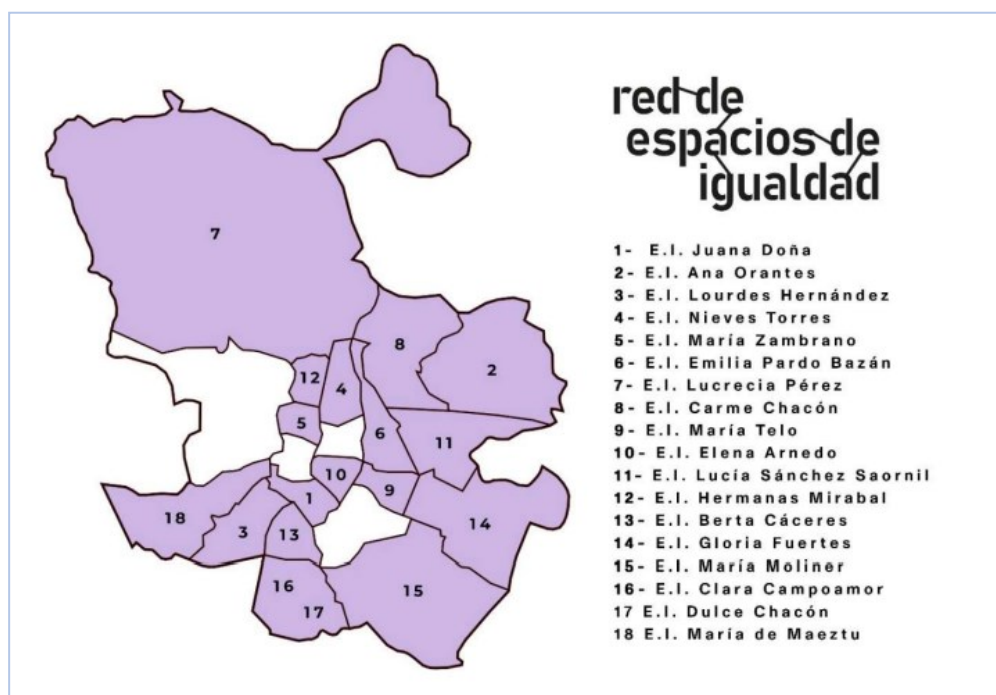 red de
espacios de
igualdad
7
8
2
12
4
5
6
11
10
9
1
18
3
13
14
16
15
17
1- E.I. Juana Doña
2- E.I. Ana Orantes
3- E.I. Lourdes Hernández
4- E.I. Nieves Torres
5- E.I. María Zambrano
6- E.I. Emilia Pardo Bazán
7- E.I. Lucrecia Pérez
8- E.I. Carme Chacón
9- E.I. María Telo
10- E.I. Elena Arnedo
11- E.I. Lucía Sánchez Saornil
12- E.I. Hermanas Mirabal
13- E.I. Berta Cáceres
14- E.I. Gloria Fuertes
15- E.I. María Moliner
16- E.I. Clara Campoamor
17 E.I. Dulce Chacón
18 E.I. María de Maeztu